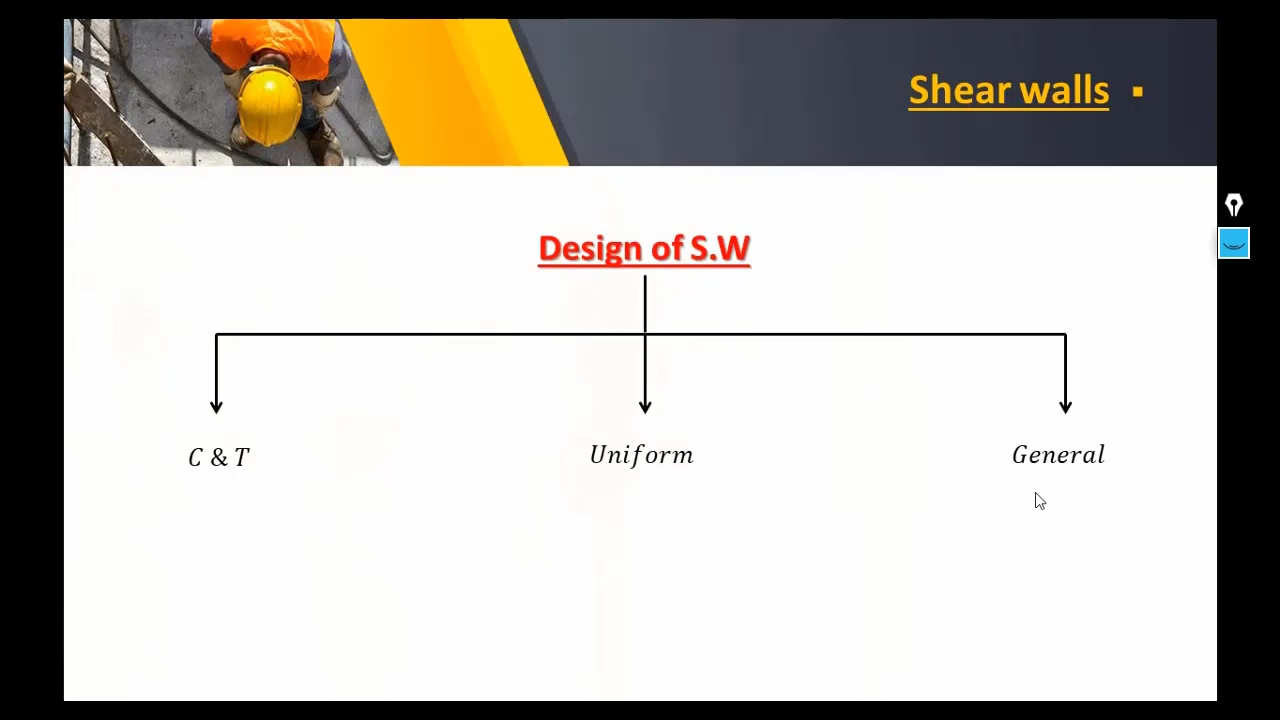 Shear walls
Design of S.W
C & T
Uniform
General